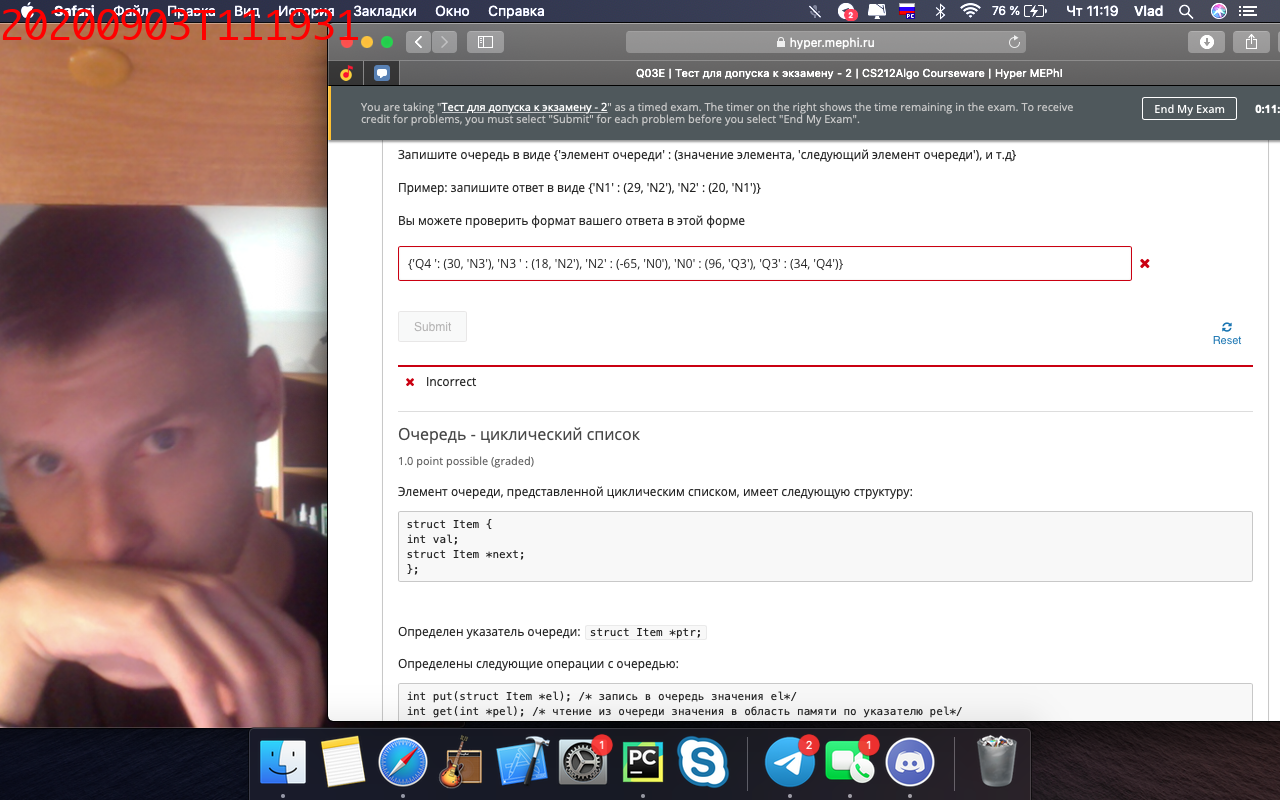 Safari Файл Правка Вид История Закладки Окно Справка 2 РС 76 % Чт 11:19 Vlad
20200903T111931
hyper.mephi.ru
Q03E | Тест для допуска к экзамену - 2 | CS212Algo Courseware | Hyper MEPhI
You are taking "Тест для допуска к экзамену - 2" as a timed exam. The timer on the right shows the time remaining in the exam. To receive
credit for problems, you must select "Submit" for each problem before you select "End My Exam".
End My Exam
0:11:
Запишите очередь в виде {'элемент очереди' : (значение элемента, 'следующий элемент очереди'), и т.д}
Пример: запишите ответ в виде {'N1' : (29, 'N2'), 'N2' : (20, 'N1')}
Вы можете проверить формат вашего ответа в этой форме
{'Q4 ': (30, 'N3'), 'N3 ' : (18, 'N2'), 'N2' : (-65, 'N0'), 'N0' : (96, 'Q3'), 'Q3' : (34, 'Q4')}
Submit
Reset
Incorrect
Очередь - циклический список
1.0 point possible (graded)
Элемент очереди, представленной циклическим списком, имеет следующую структуру:
struct Item {
int val;
struct Item *next;
};
Определен указатель очереди: struct Item *ptr;
Определены следующие операции с очередью:
int put(struct Item *el); /* запись в очередь значения el*/
int get(int *pel); /* чтение из очереди значения в область памяти по указателю pel*/
1 PC 2 1